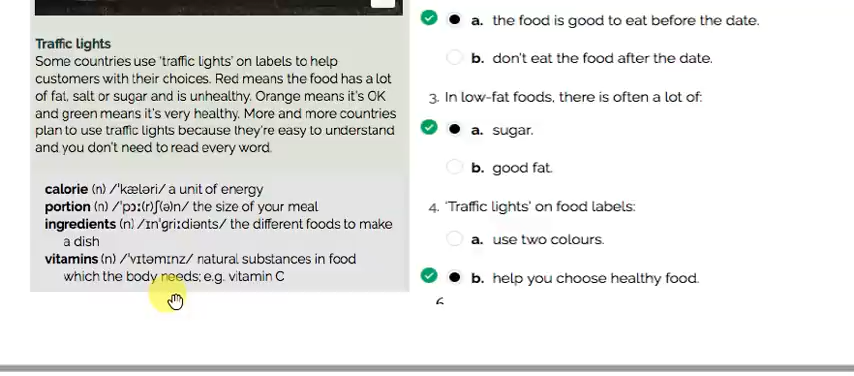 Traffic lights
Some countries use 'traffic lights' on labels to help
customers with their choices. Red means the food has a lot
of fat, salt or sugar and is unhealthy. Orange means it's OK
and green means it's very healthy. More and more countries
plan to use traffic lights because they're easy to understand
and you don't need to read every word.
calorie (n) /'kæləri/ a unit of energy
portion (n) /'pɔː(r)ʃ(ə)n/ the size of your meal
ingredients (n) /ɪn'griːdiənts/ the different foods to make
a dish
vitamins (n) /'vɪtəmɪnz/ natural substances in food
which the body needs; e.g. vitamin C
a. the food is good to eat before the date.
b. don't eat the food after the date.
3. In low-fat foods, there is often a lot of:
a. sugar.
b. good fat.
4. 'Traffic lights' on food labels:
a. use two colours.
b. help you choose healthy food.